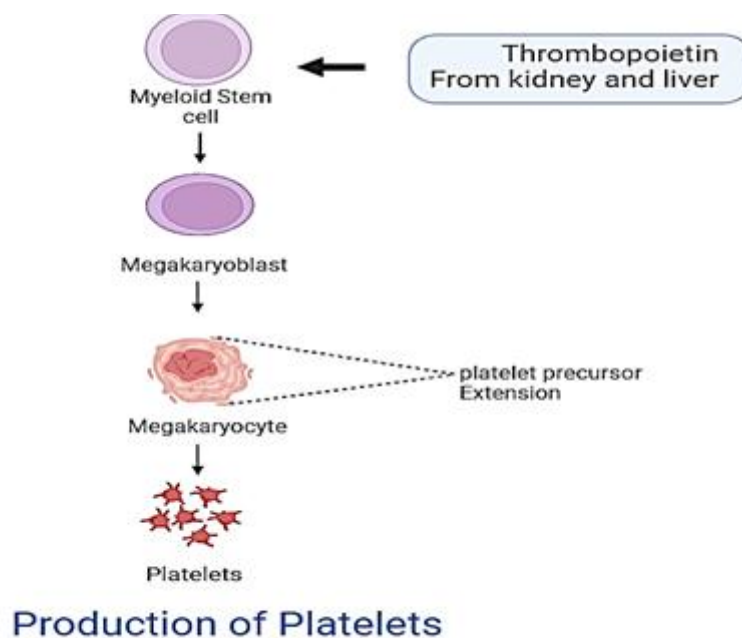 Thrombopoietin
From kidney and liver
Myeloid Stem
cell
Megakaryoblast
platelet precursor
Extension
Megakaryocyte
Platelets
Production of Platelets